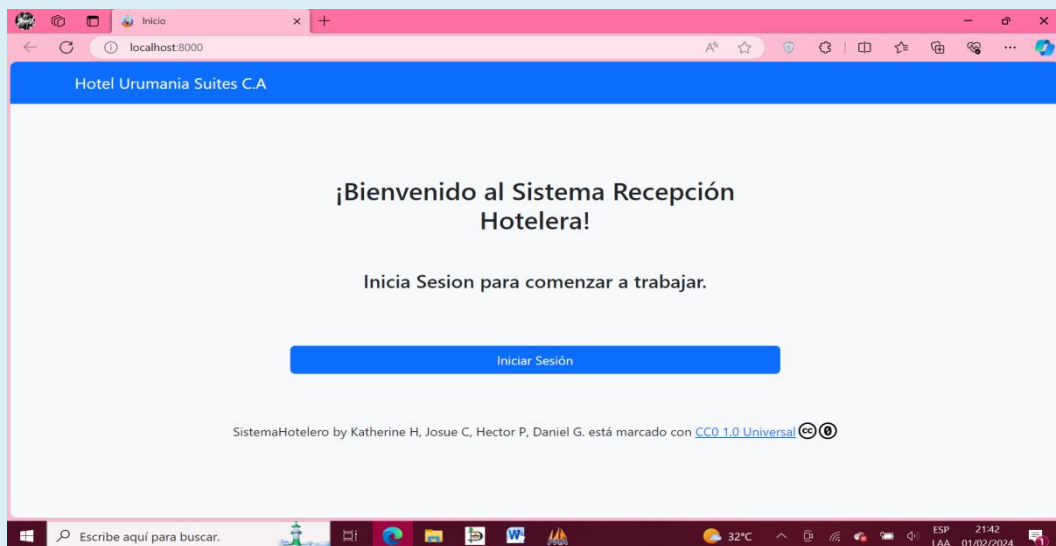 Inicio
localhost:8000
Hotel Urumania Suites C.A
¡Bienvenido al Sistema Recepción
Hotelera!
Inicia Sesion para comenzar a trabajar.
Iniciar Sesión
SistemaHotelero by Katherine H, Josue C, Hector P, Daniel G. está marcado con CC0 1.0 Universal
Escribe aquí para buscar.
32°C
ESP
LAA
21:42
01/02/2024